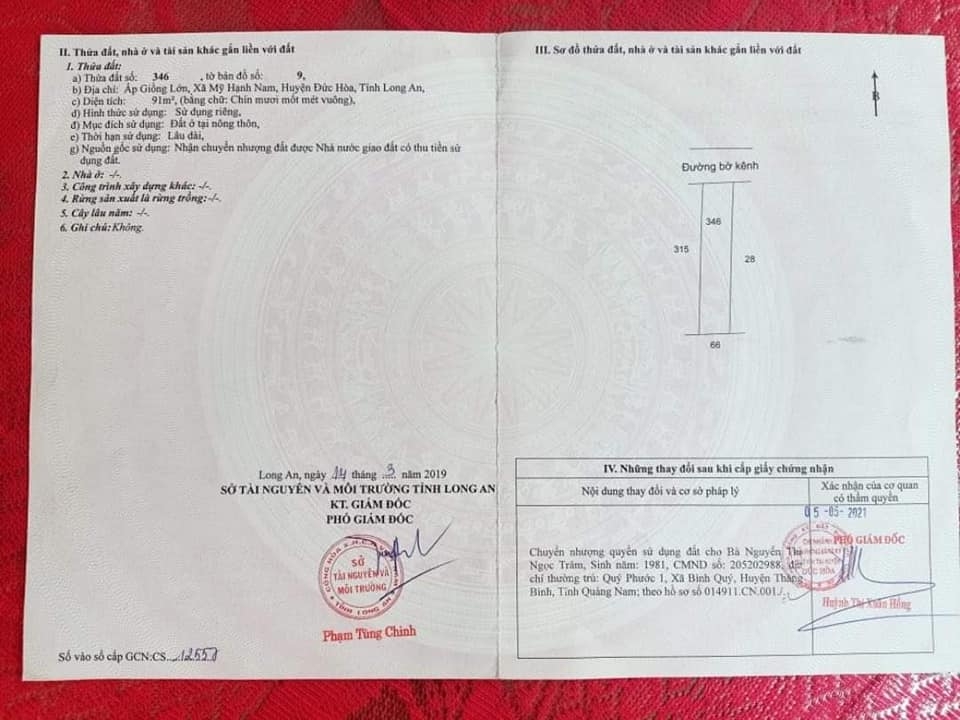 II. Thửa đất, nhà ở và tài sản khác gắn liền với đất
1. Thửa đất:
a) Thửa đất số: 346 , tờ bản đồ số: 9,
b) Địa chỉ: Ấp Giồng Lớn, Xã Mỹ Hạnh Nam, Huyện Đức Hòa, Tỉnh Long An,
c) Diện tích: 91m², (bằng chữ: Chín mươi mốt mét vuông),
d) Hình thức sử dụng: Sử dụng riêng,
đ) Mục đích sử dụng: Đất ở tại nông thôn,
e) Thời hạn sử dụng: Lâu dài,
g) Nguồn gốc sử dụng: Nhận chuyển nhượng đất được Nhà nước giao đất có thu tiền sử
dụng đất.
2. Nhà ở: -/-.
3. Công trình xây dựng khác: -/-.
4. Rừng sản xuất là rừng trồng:-/-.
5. Cây lâu năm: -/-.
6. Ghi chú: Không.
Long An, ngày 14 tháng 3 năm 2019
SỞ TÀI NGUYÊN VÀ MÔI TRƯỜNG TỈNH LONG AN
KT. GIÁM ĐỐC
PHÓ GIÁM ĐỐC
SỞ
TÀI NGUYÊN VÀ
MÔI TRƯỜNG
TỈNH LONG AN
Phạm Tùng Chinh
Số vào sổ cấp GCN:CS...12557
III. Sơ đồ thửa đất, nhà ở và tài sản khác gắn liền với đất
B
Đường bờ kênh
346
315
28
66
IV. Những thay đổi sau khi cấp giấy chứng nhận
Nội dung thay đổi và cơ sở pháp lý
Xác nhận của cơ quan
có thẩm quyền
05-05-2021
PHÓ GIÁM ĐỐC
Chuyển nhượng quyền sử dụng đất cho Bà Nguyễn Thị
Ngọc Trâm, Sinh năm: 1981, CMND số: 205202988, địa
chỉ thường trú: Quý Phước 1, Xã Bình Quý, Huyện Thăng
Bình, Tỉnh Quảng Nam; theo hồ sơ số 014911.CN.001./.
ĐỨC HÒA
Huỳnh Thị Xuân Hồng